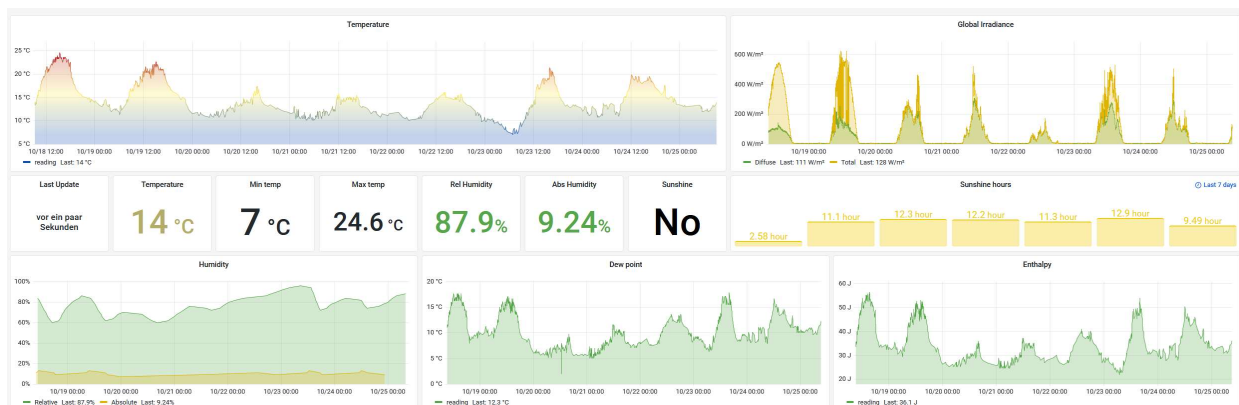 Temperature
25 °C
20 °C
15 °C
10 °C
5 °C
10/18 12:00 10/19 00:00 10/19 12:00 10/20 00:00 10/20 12:00 10/21 00:00 10/21 12:00 10/22 00:00 10/22 12:00 10/23 00:00 10/23 12:00 10/24 00:00 10/24 12:00 10/25 00:00
reading Last: 14 °C
Global Irradiance
600 W/m²
400 W/m²
200 W/m²
0 W/m²
10/19 00:00 10/20 00:00 10/21 00:00 10/22 00:00 10/23 00:00 10/24 00:00 10/25 00:00
Diffuse Last: 111 W/m² Total Last: 128 W/m²
Last Update
vor ein paar
Sekunden
Temperature
14 °C
Min temp
7 °C
Max temp
24.6 °C
Rel Humidity
87.9%
Abs Humidity
9.24%
Sunshine
No
Sunshine hours
Last 7 days
2.58 hour
11.1 hour
12.3 hour
12.2 hour
11.3 hour
12.9 hour
9.49 hour
Humidity
100%
80%
60%
40%
20%
0%
10/19 00:00 10/20 00:00 10/21 00:00 10/22 00:00 10/23 00:00 10/24 00:00 10/25 00:00
Relative Last: 87.9% Absolute Last: 9.24%
Dew point
20 °C
15 °C
10 °C
5 °C
0 °C
10/19 00:00 10/20 00:00 10/21 00:00 10/22 00:00 10/23 00:00 10/24 00:00 10/25 00:00
reading Last: 12.3 °C
Enthalpy
60 J
50 J
40 J
30 J
20 J
10/19 00:00 10/20 00:00 10/21 00:00 10/22 00:00 10/23 00:00 10/24 00:00 10/25 00:00
reading Last: 36.1 J